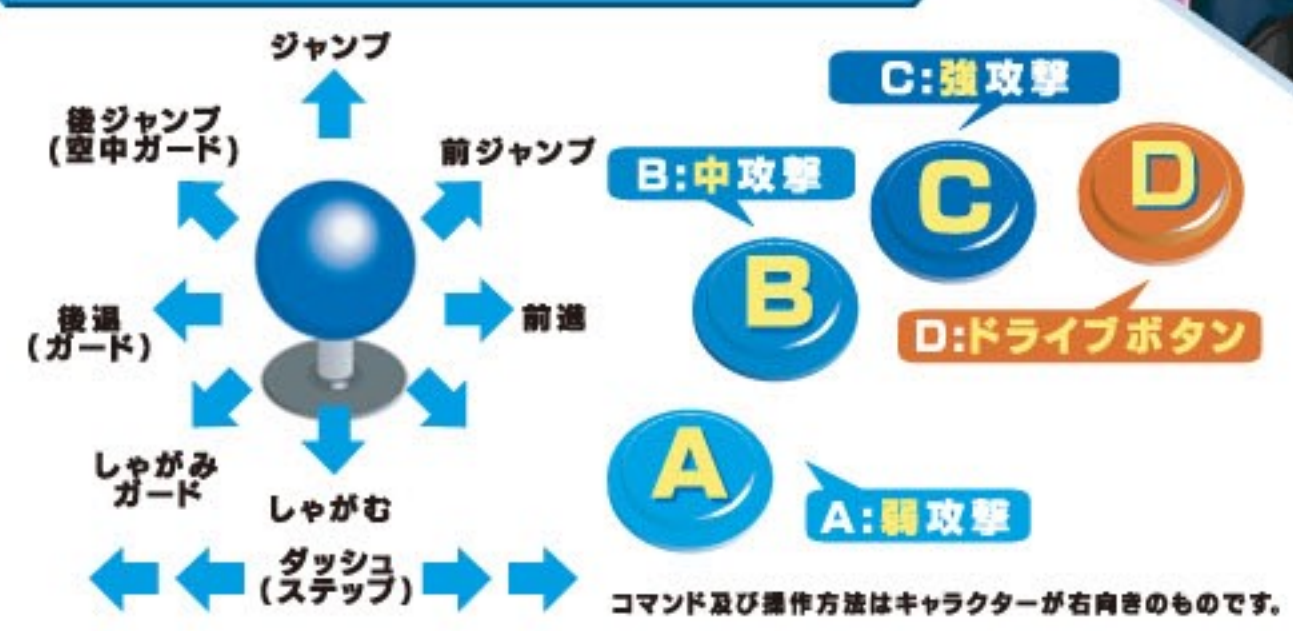 ジャンプ
後ジャンプ
(空中ガード)
前ジャンプ
後退
(ガード)
前進
しゃがみ
ガード
しゃがむ
ダッシュ
(ステップ)
C:強攻撃
B:中攻撃
C
D
B
D:ドライブボタン
A
A:弱攻撃
コマンド及び操作方法はキャラクターが右向きのものです。